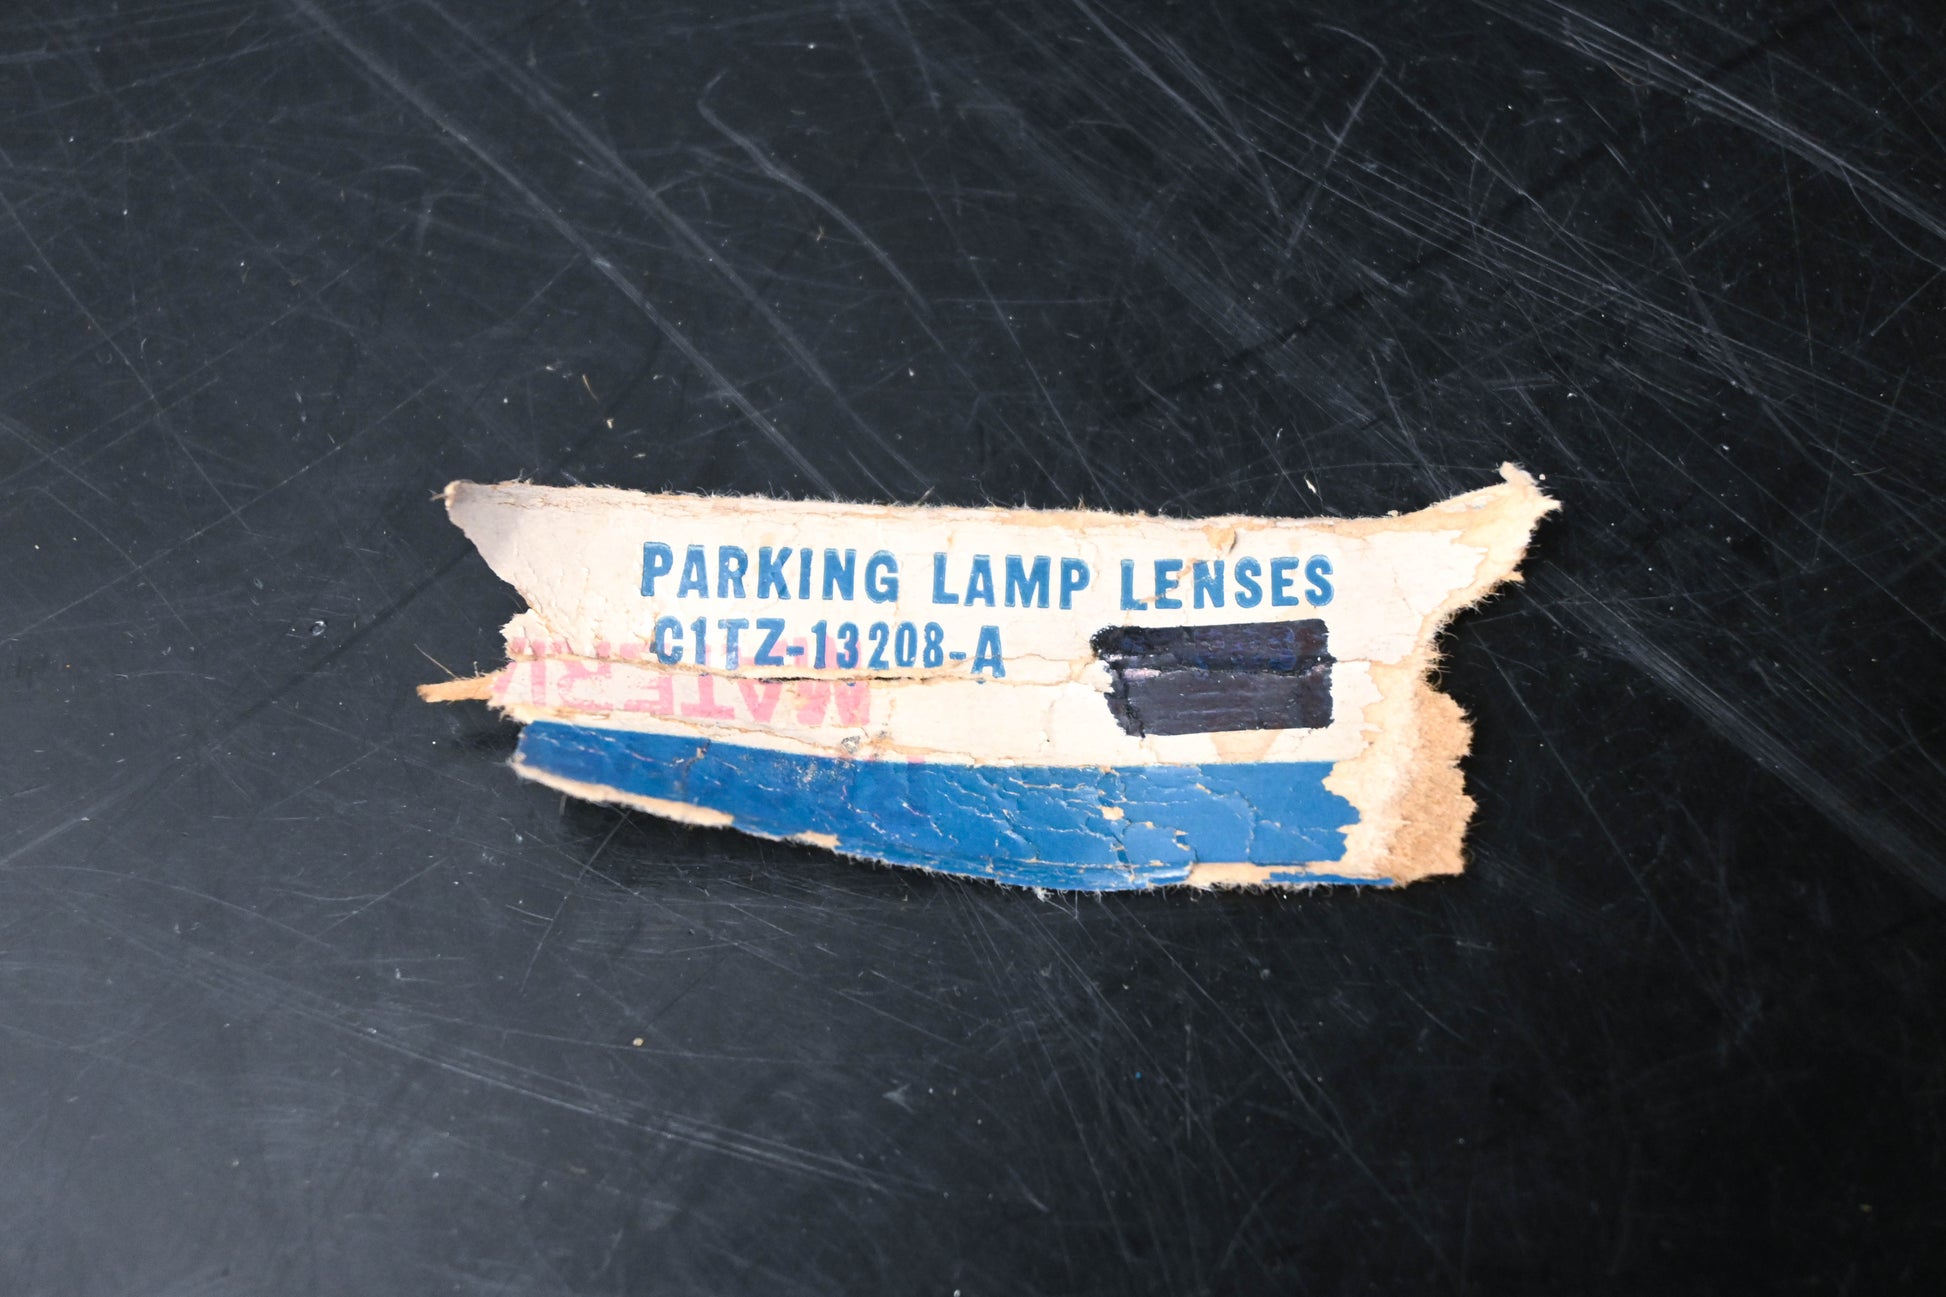 PARKING LAMP LENSES
C1TZ-13208-A